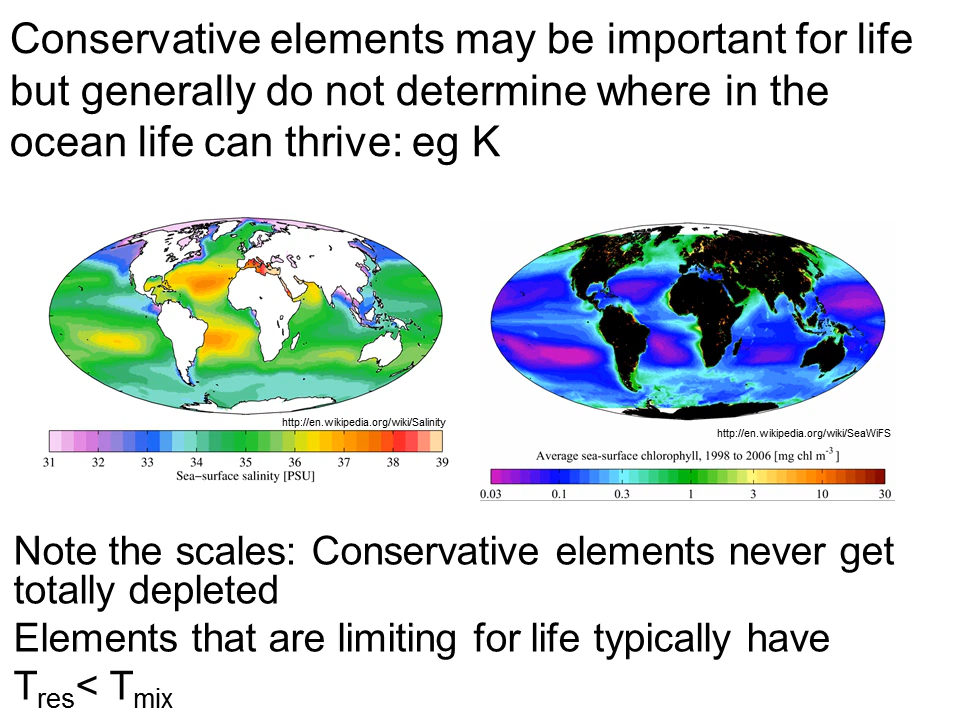 Conservative elements may be important for life
but generally do not determine where in the
ocean life can thrive: eg K
http://en.wikipedia.org/wiki/Salinity
31 32 33 34 35 36 37 38 39
Sea-surface salinity [PSU]
http://en.wikipedia.org/wiki/SeaWiFS
Average sea-surface chlorophyll, 1998 to 2006 [mg chl m⁻³]
0.03 0.1 0.3 1 3 10 30
Note the scales: Conservative elements never get
totally depleted
Elements that are limiting for life typically have
Tres< Tmix